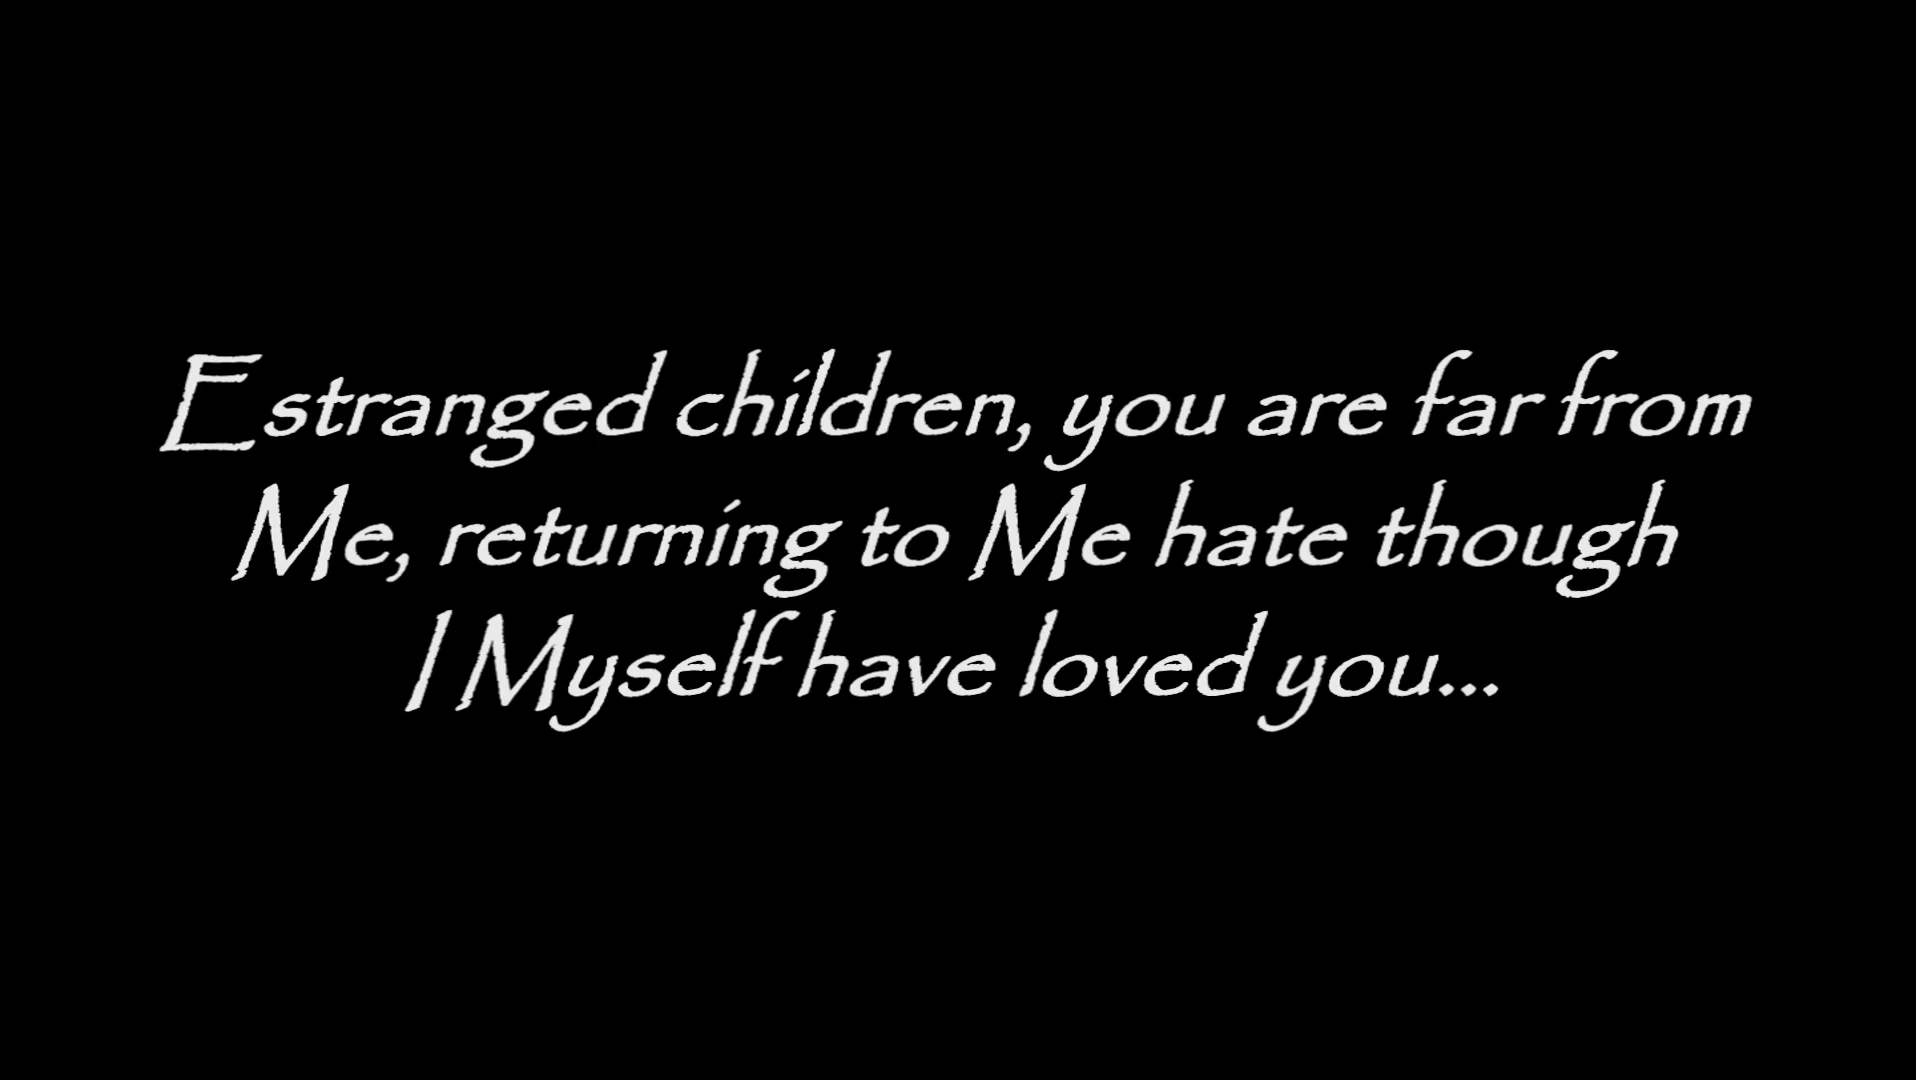 Estranged children, you are far from
Me, returning to Me hate though
I Myself have loved you...